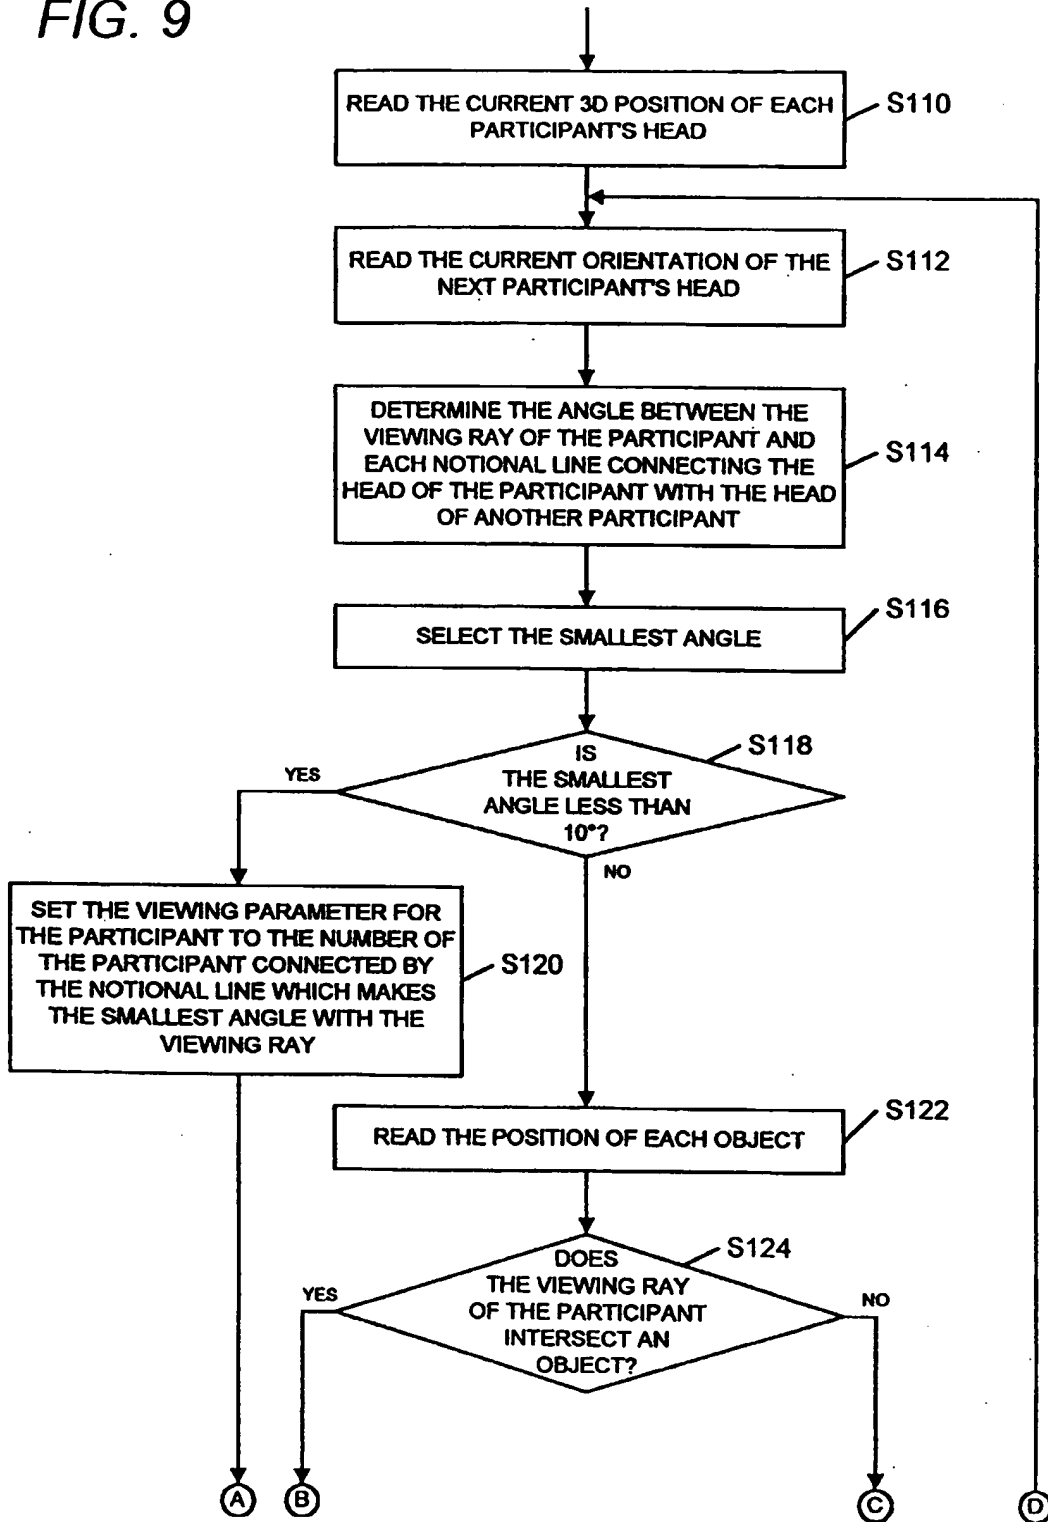 FIG. 9
READ THE CURRENT 3D POSITION OF EACH
PARTICIPANT'S HEAD
S110
READ THE CURRENT ORIENTATION OF THE
NEXT PARTICIPANT'S HEAD
S112
DETERMINE THE ANGLE BETWEEN THE
VIEWING RAY OF THE PARTICIPANT AND
EACH NOTIONAL LINE CONNECTING THE
HEAD OF THE PARTICIPANT WITH THE HEAD
OF ANOTHER PARTICIPANT
S114
SELECT THE SMALLEST ANGLE
S116
IS
THE SMALLEST
ANGLE LESS THAN
10°?
S118
YES
NO
SET THE VIEWING PARAMETER FOR
THE PARTICIPANT TO THE NUMBER OF
THE PARTICIPANT CONNECTED BY
THE NOTIONAL LINE WHICH MAKES
THE SMALLEST ANGLE WITH THE
VIEWING RAY
S120
READ THE POSITION OF EACH OBJECT
S122
DOES
THE VIEWING RAY
OF THE PARTICIPANT
INTERSECT AN
OBJECT?
S124
YES
NO
A
B
C
D